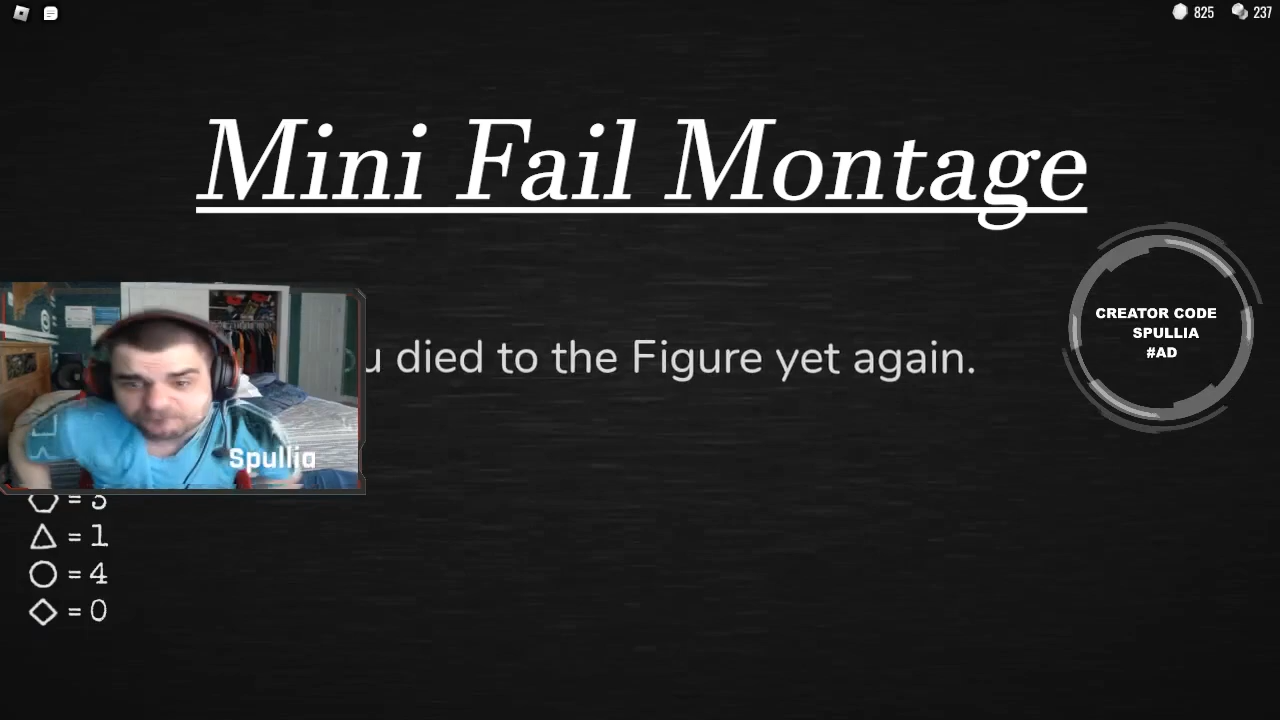 825 237
Mini Fail Montage
CREATOR CODE
SPULLIA
#AD
died to the Figure yet again.
Spullia
= 1
= 4
= 0